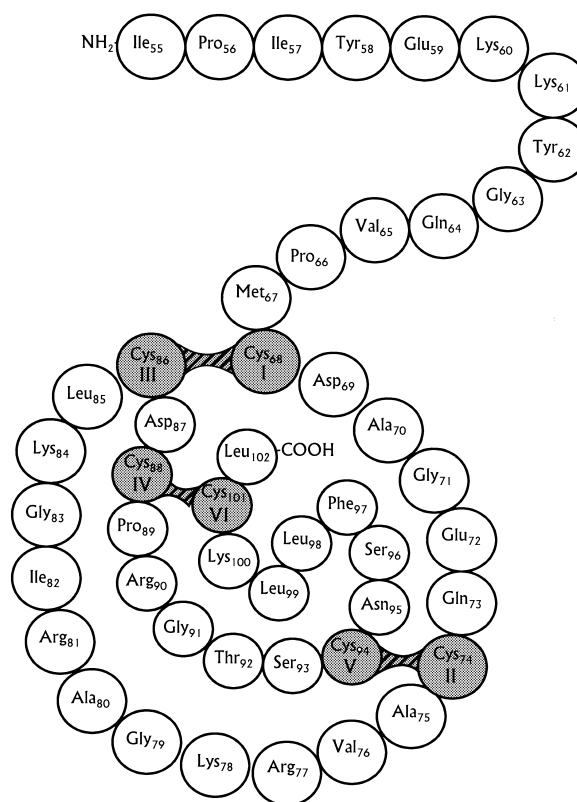 NH₂
Ile₅₅
Pro₅₆
Ile₅₇
Tyr₅₈
Glu₅₉
Lys₆₀
Lys₆₁
Tyr₆₂
Gly₆₃
Gln₆₄
Val₆₅
Pro₆₆
Met₆₇
Cys₆₈
I
Asp₆₉
Ala₇₀
Gly₇₁
Glu₇₂
Gln₇₃
Cys₇₄
II
Ala₇₅
Val₇₆
Arg₇₇
Lys₇₈
Gly₇₉
Ala₈₀
Arg₈₁
Ile₈₂
Gly₈₃
Lys₈₄
Leu₈₅
Cys₈₆
III
Asp₈₇
Cys₈₈
IV
Pro₈₉
Arg₉₀
Gly₉₁
Thr₉₂
Ser₉₃
Cys₉₄
V
Asn₉₅
Ser₉₆
Phe₉₇
Leu₉₈
Leu₉₉
Lys₁₀₀
Cys₁₀₁
VI
Leu₁₀₂
-COOH